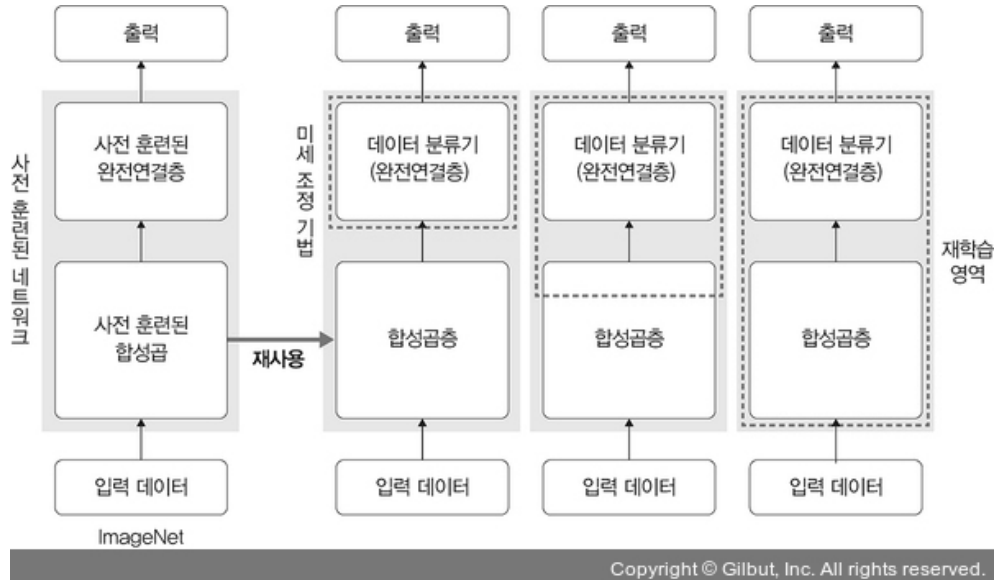 출력
출력
출력
출력
사전 훈련된 네트워크
사전 훈련된
완전연결층
미세 조정 기법
데이터 분류기
(완전연결층)
데이터 분류기
(완전연결층)
데이터 분류기
(완전연결층)
재학습
영역
사전 훈련된
합성곱
재사용
합성곱층
합성곱층
합성곱층
입력 데이터
입력 데이터
입력 데이터
입력 데이터
ImageNet
Copyright © Gilbut, Inc. All rights reserved.